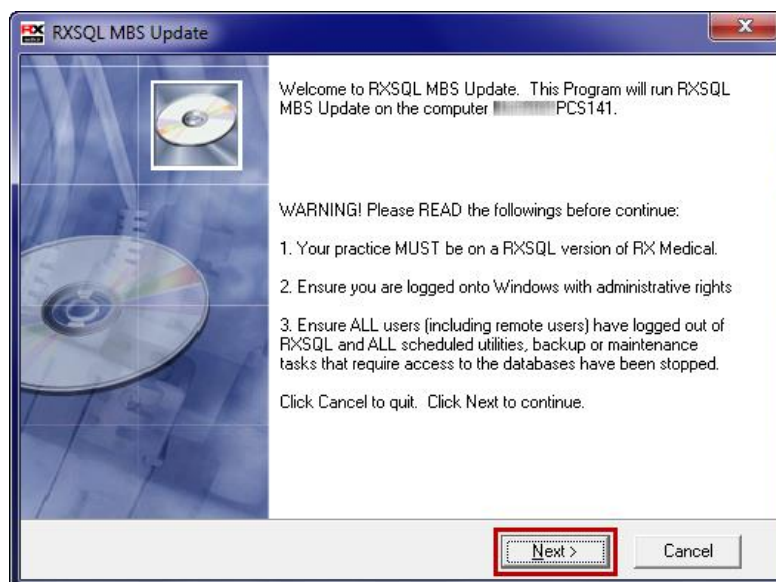 RX RXSQL MBS Update
Welcome to RXSQL MBS Update. This Program will run RXSQL
MBS Update on the computer PCS141.
WARNING! Please READ the followings before continue:
1. Your practice MUST be on a RXSQL version of RX Medical.
2. Ensure you are logged onto Windows with administrative rights
3. Ensure ALL users (including remote users) have logged out of
RXSQL and ALL scheduled utilities, backup or maintenance
tasks that require access to the databases have been stopped.
Click Cancel to quit. Click Next to continue.
Next > Cancel